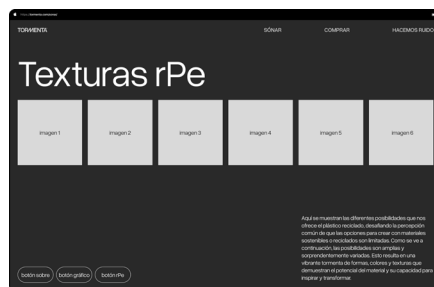 https://tormenta.com/sonar
TORMENTA
SÓNAR
COMPRAR
HACEMOS RUIDO
Texturas rPe
imagen 1
imagen 2
imagen 3
imagen 4
imagen 5
imagen 6
Aquí se muestran las diferentes posibilidades que nos
ofrece el plástico reciclado, desafiando la percepción
común de que las opciones para crear con materiales
sostenibles o reciclados son limitadas. Como se ve a
continuación, las posibilidades son amplias y
sorprendentemente variadas. Esto resulta en una
vibrante tormenta de formas, colores y texturas que
demuestran el potencial del material y su capacidad para
inspirar y transformar.
botón sobre
botón gráfico
botón rPe